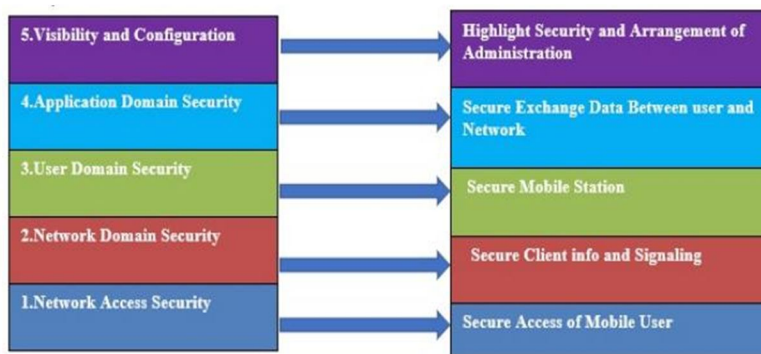 5.Visibility and Configuration
Highlight Security and Arrangement of
Administration
4.Application Domain Security
Secure Exchange Data Between user and
Network
3.User Domain Security
Secure Mobile Station
2.Network Domain Security
Secure Client info and Signaling
1.Network Access Security
Secure Access of Mobile User